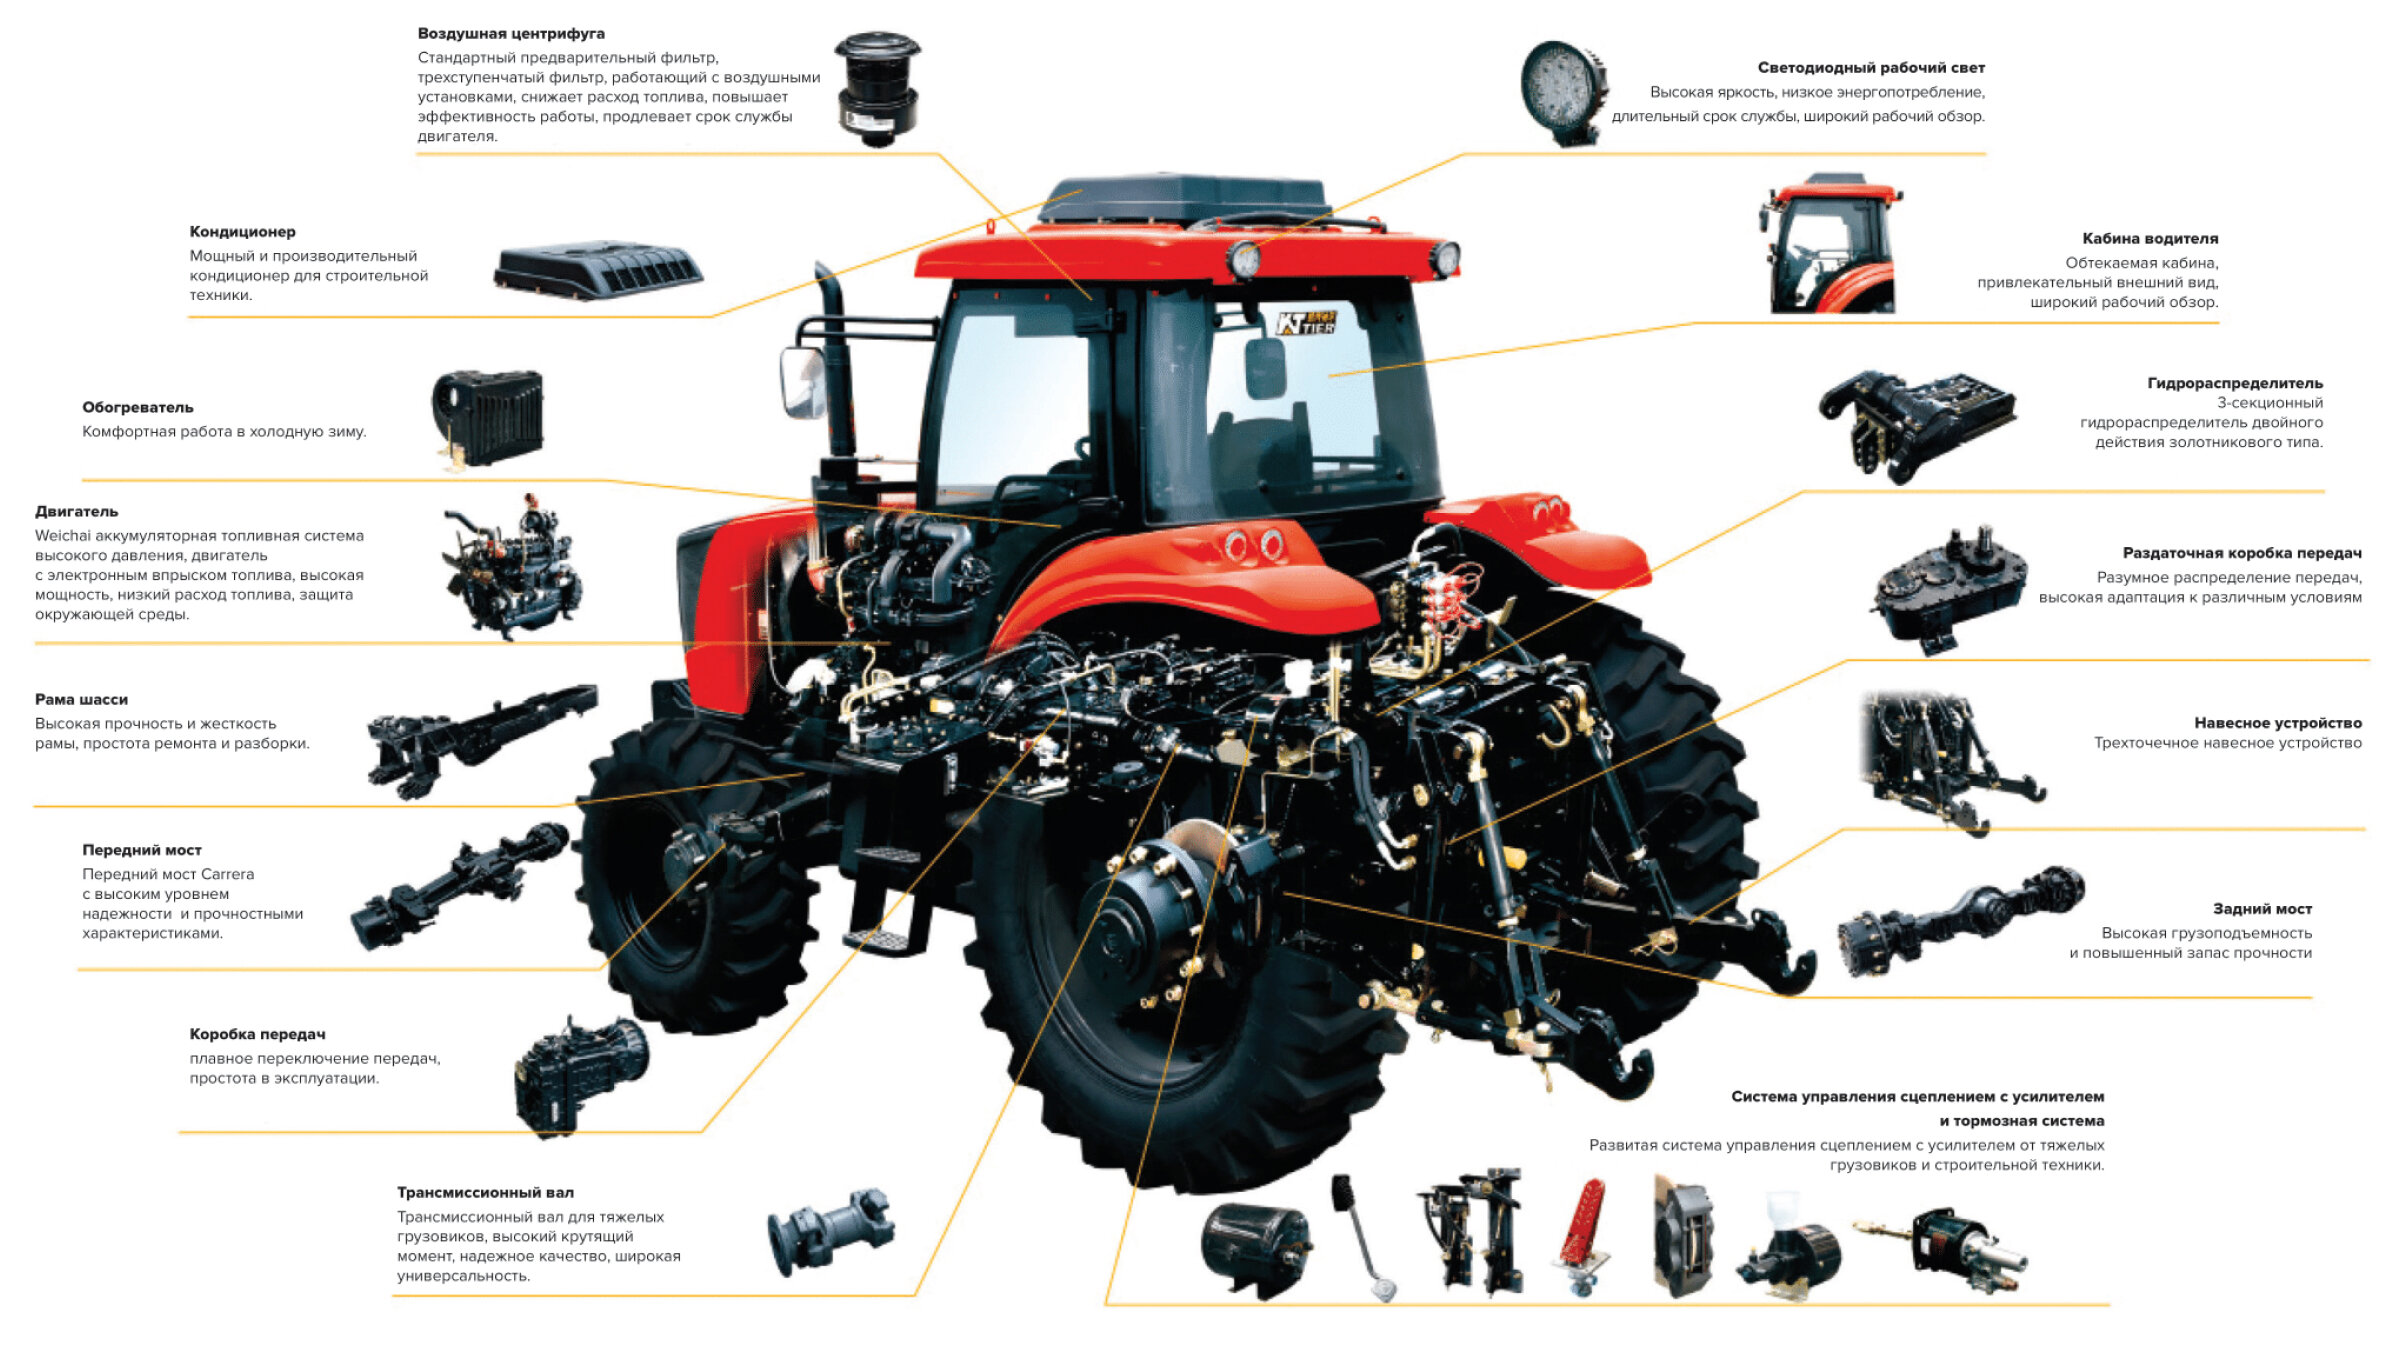 Воздушная центрифуга
Стандартный предварительный фильтр,
трехступенчатый фильтр, работающий с воздушными
установками, снижает расход топлива, повышает
эффективность работы, продлевает срок службы
двигателя.
Кондиционер
Мощный и производительный
кондиционер для строительной
техники.
Обогреватель
Комфортная работа в холодную зиму.
Двигатель
Weichai аккумуляторная топливная система
высокого давления, двигатель
с электронным впрыском топлива, высокая
мощность, низкий расход топлива, защита
окружающей среды.
Рама шасси
Высокая прочность и жесткость
рамы, простота ремонта и разборки.
Передний мост
Передний мост Carrera
с высоким уровнем
надежности и прочностными
характеристиками.
Коробка передач
плавное переключение передач,
простота в эксплуатации.
Трансмиссионный вал
Трансмиссионный вал для тяжелых
грузовиков, высокий крутящий
момент, надежное качество, широкая
универсальность.
KT
TIER
Светодиодный рабочий свет
Высокая яркость, низкое энергопотребление,
длительный срок службы, широкий рабочий обзор.
Кабина водителя
Обтекаемая кабина,
привлекательный внешний вид,
широкий рабочий обзор.
Гидрораспределитель
3-секционный
гидрораспределитель двойного
действия золотникового типа.
Раздаточная коробка передач
Разумное распределение передач,
высокая адаптация к различным условиям
Навесное устройство
Трехточечное навесное устройство
Задний мост
Высокая грузоподъемность
и повышенный запас прочности
Система управления сцеплением с усилителем
и тормозная система
Развитая система управления сцеплением с усилителем от тяжелых
грузовиков и строительной техники.